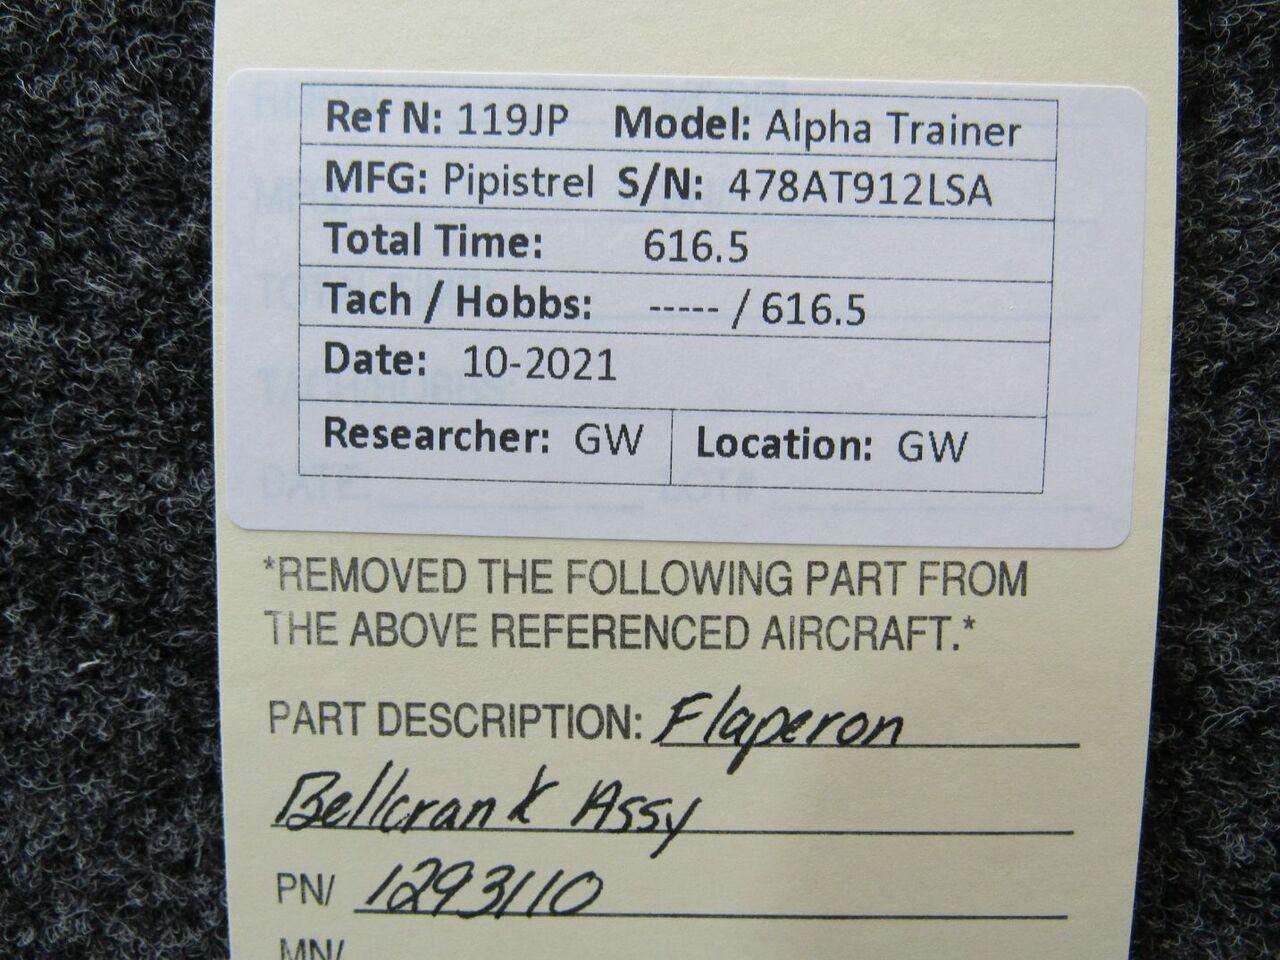 Ref N: 119JP Model: Alpha Trainer
MFG: Pipistrel S/N: 478AT912LSA
Total Time: 616.5
Tach / Hobbs: ----- / 616.5
Date: 10-2021
Researcher: GW Location: GW
*REMOVED THE FOLLOWING PART FROM
THE ABOVE REFERENCED AIRCRAFT.*
PART DESCRIPTION: Flaperon
Bellcrank Assy
PN/ 1293110
MN/